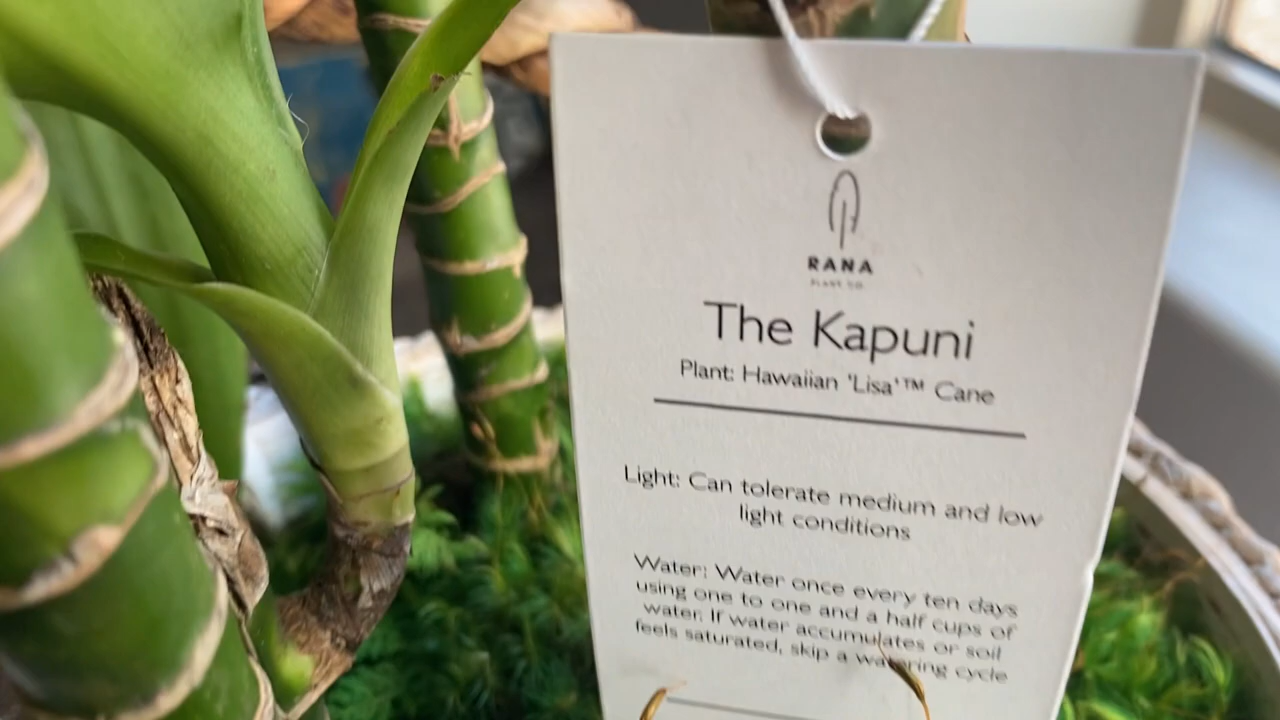 RANA
PLANT CO.
The Kapuni
Plant: Hawaiian 'Lisa'™ Cane
Light: Can tolerate medium and low
light conditions
Water: Water once every ten days
using one to one and a half cups of
water. If water accumulates or soil
feels saturated, skip a watering cycle